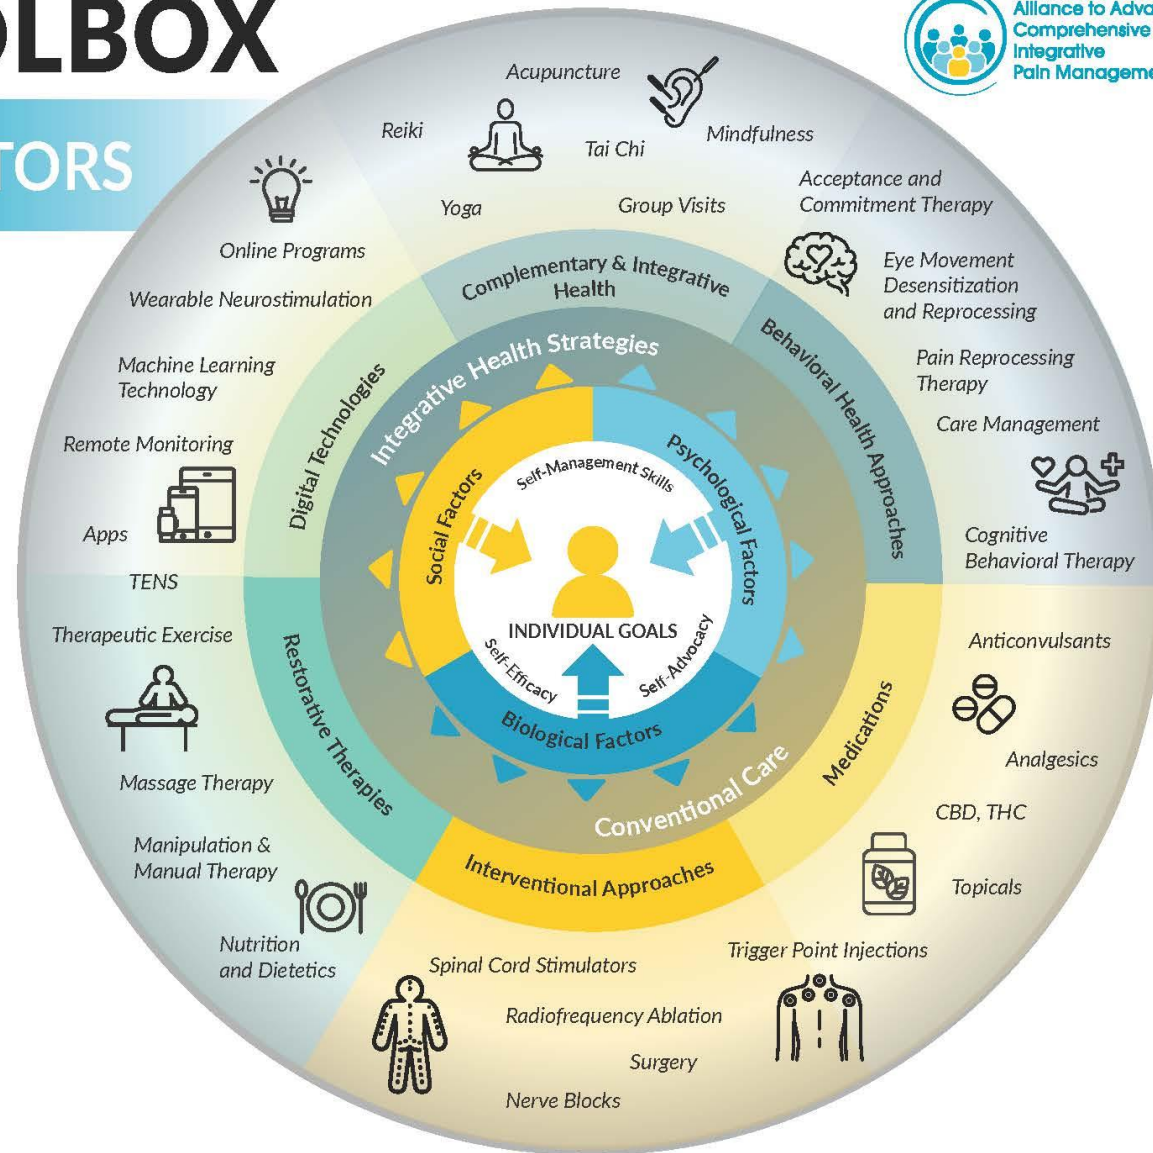 OLBOX
TORS
Alliance to Adva
Comprehensive
Integrative
Pain Manageme
Acupuncture
Reiki
Tai Chi
Mindfulness
Yoga
Group Visits
Acceptance and
Commitment Therapy
Eye Movement
Desensitization
and Reprocessing
Pain Reprocessing
Therapy
Care Management
Cognitive
Behavioral Therapy
Online Programs
Wearable Neurostimulation
Machine Learning
Technology
Remote Monitoring
Apps
TENS
Therapeutic Exercise
Massage Therapy
Manipulation &
Manual Therapy
Nutrition
and Dietetics
Anticonvulsants
Analgesics
CBD, THC
Topicals
Trigger Point Injections
Spinal Cord Stimulators
Radiofrequency Ablation
Surgery
Nerve Blocks
Complementary & Integrative
Health
Behavioral Health Approaches
Digital Technologies
Restorative Therapies
Medications
Interventional Approaches
Integrative Health Strategies
Conventional Care
Social Factors
Psychological Factors
Biological Factors
Self-Management Skills
INDIVIDUAL GOALS
Self-Efficacy
Self-Advocacy